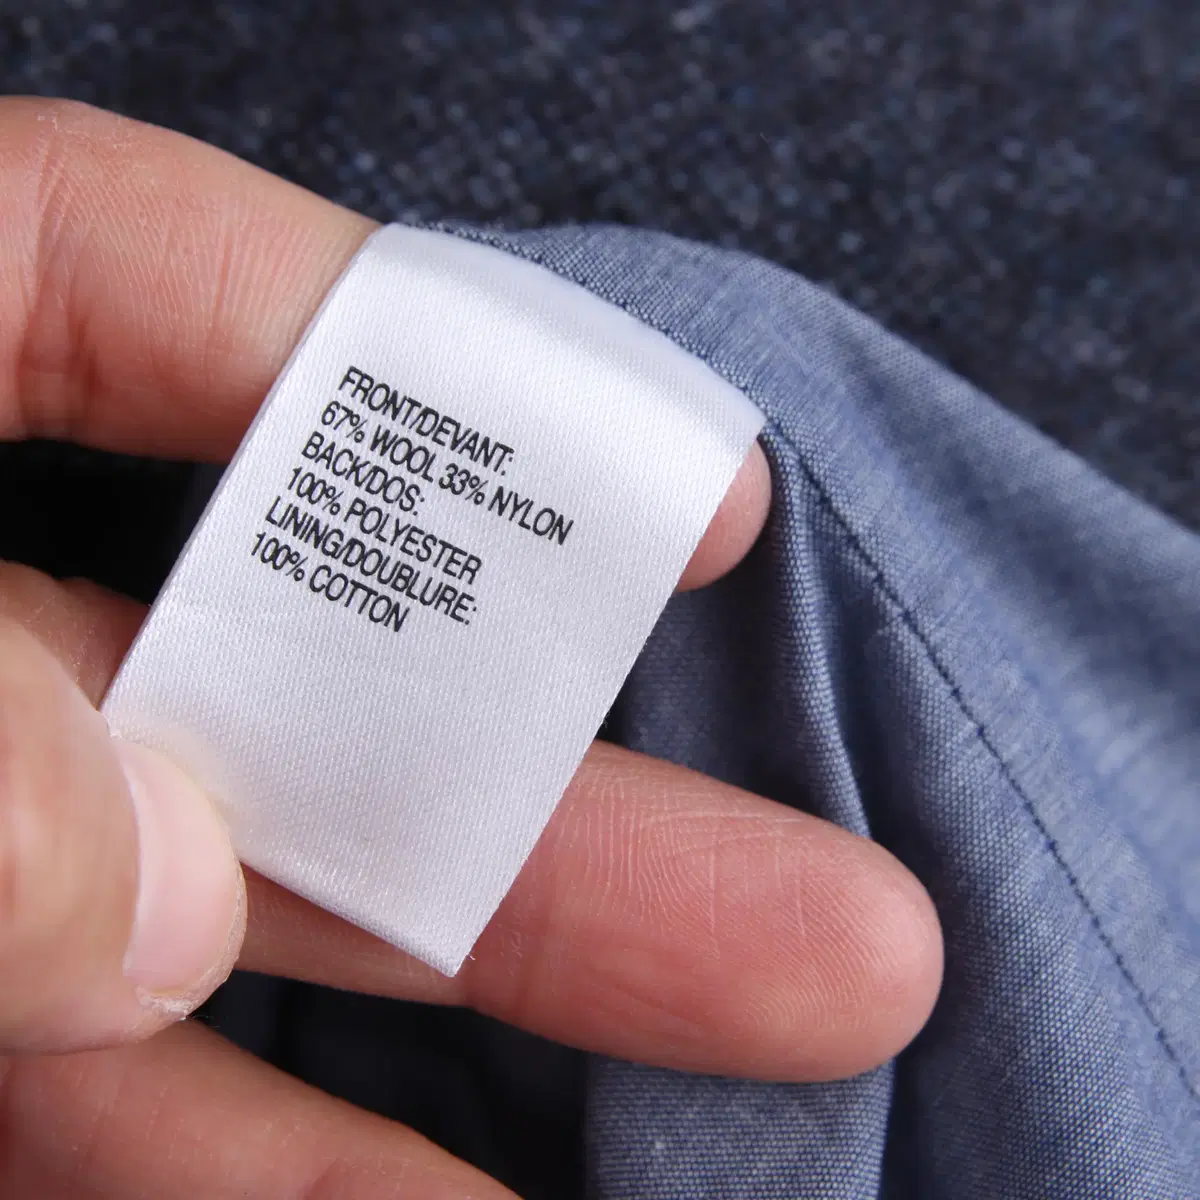 FRONT/DEVANT:
67% WOOL 33% NYLON
BACK/DOS:
100% POLYESTER
LINING/DOUBLURE:
100% COTTON